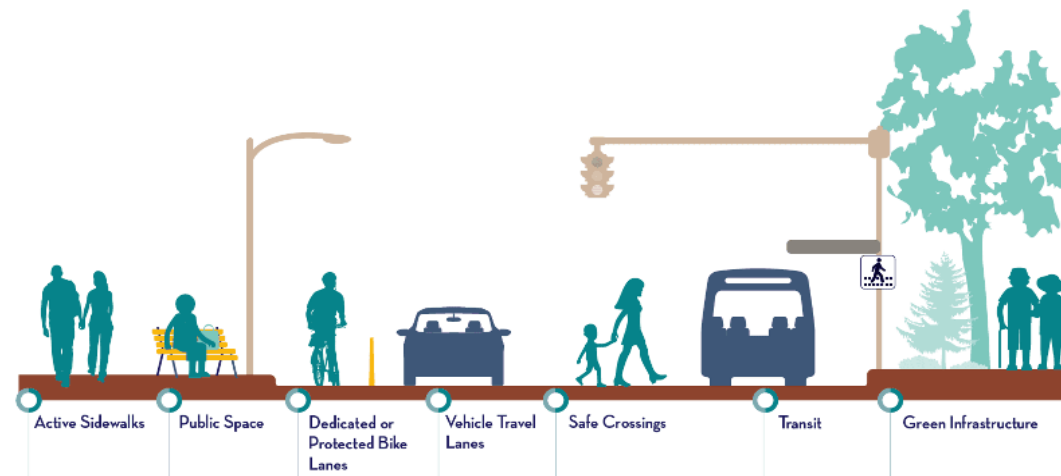 Active Sidewalks
Public Space
Dedicated or
Protected Bike
Lanes
Vehicle Travel
Lanes
Safe Crossings
Transit
Green Infrastructure